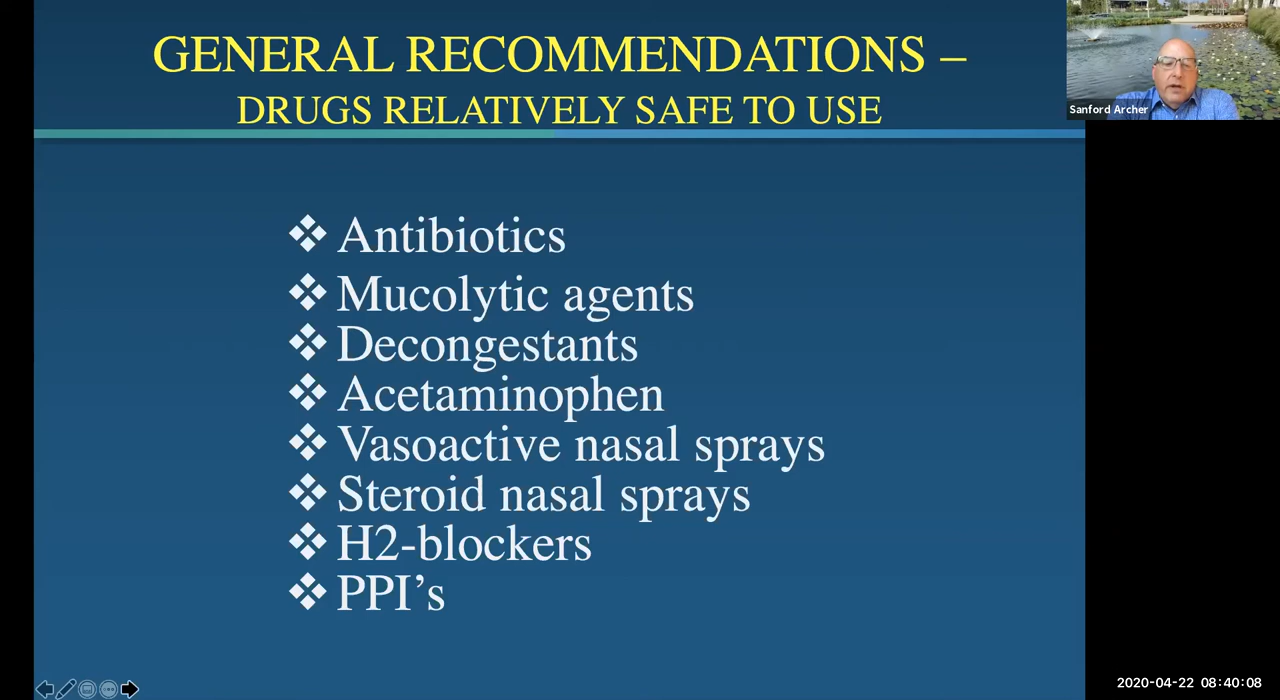 GENERAL RECOMMENDATIONS –
DRUGS RELATIVELY SAFE TO USE
Sanford Archer
❖ Antibiotics
❖ Mucolytic agents
❖ Decongestants
❖ Acetaminophen
❖ Vasoactive nasal sprays
❖ Steroid nasal sprays
❖ H2-blockers
❖ PPI’s
2020-04-22 08:40:08